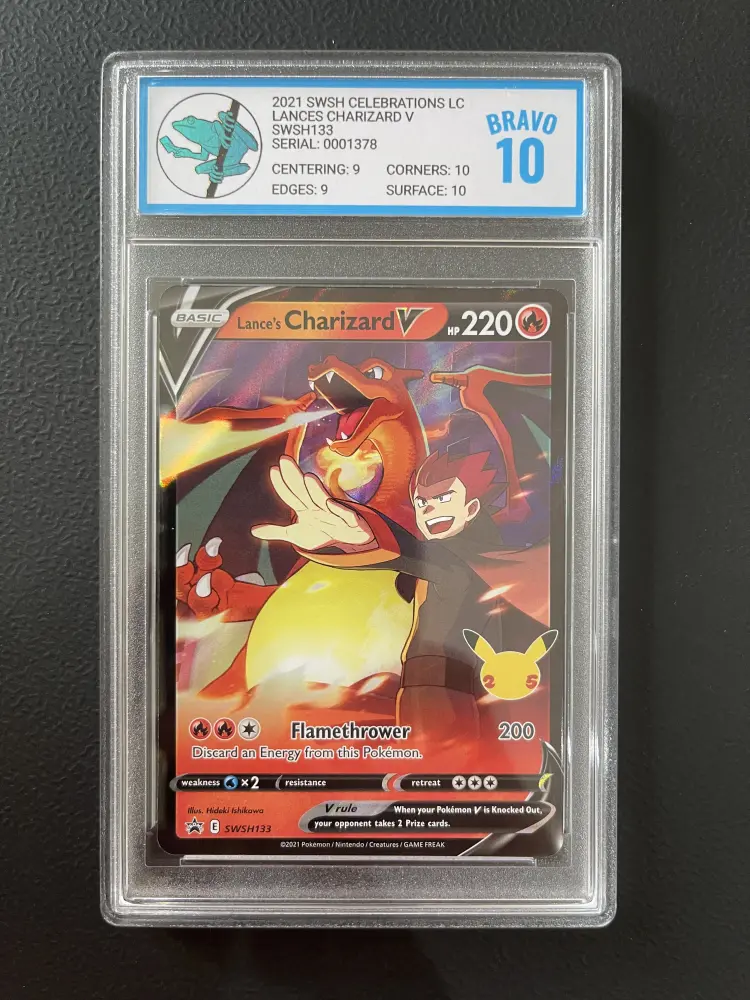 2021 SWSH CELEBRATIONS LC
LANCES CHARIZARD V
SWSH133
SERIAL: 0001378
CENTERING: 9 CORNERS: 10
EDGES: 9 SURFACE: 10
BRAVO
10
BASIC Lance's Charizard V HP 220
25
Flamethrower 200
Discard an Energy from this Pokémon.
weakness ×2 resistance retreat
Illus. Hideki Ishikawa
V rule When your Pokémon V is Knocked Out,
your opponent takes 2 Prize cards.
E SWSH133
©2021 Pokémon / Nintendo / Creatures / GAME FREAK